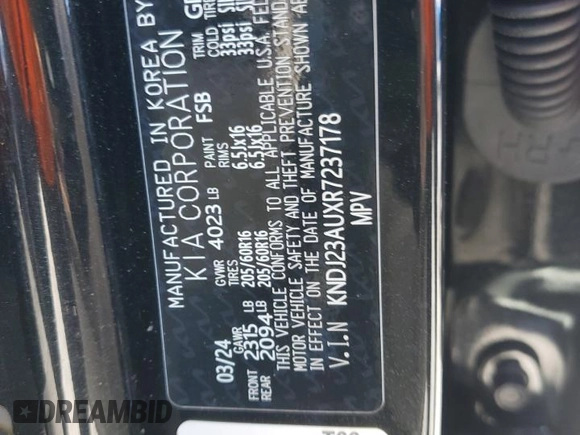 MANUFACTURED IN KOREA BY
KIA CORPORATION
03/24 GVWR 4023 LB PAINT FSB TRIM
GAWR TIRES RIMS COLD TIRE
FRONT 2315 LB 205/60R16 6.5Jx16 33psi
REAR 2094 LB 205/60R16 6.5Jx16 33psi
THIS VEHICLE CONFORMS TO ALL APPLICABLE U.S.A. FEL
MOTOR VEHICLE SAFETY AND THEFT PREVENTION STAND
IN EFFECT ON THE DATE OF MANUFACTURE SHOWN AB
V.I.N KNDJ23AUXR7237178
MPV
DREAMBID